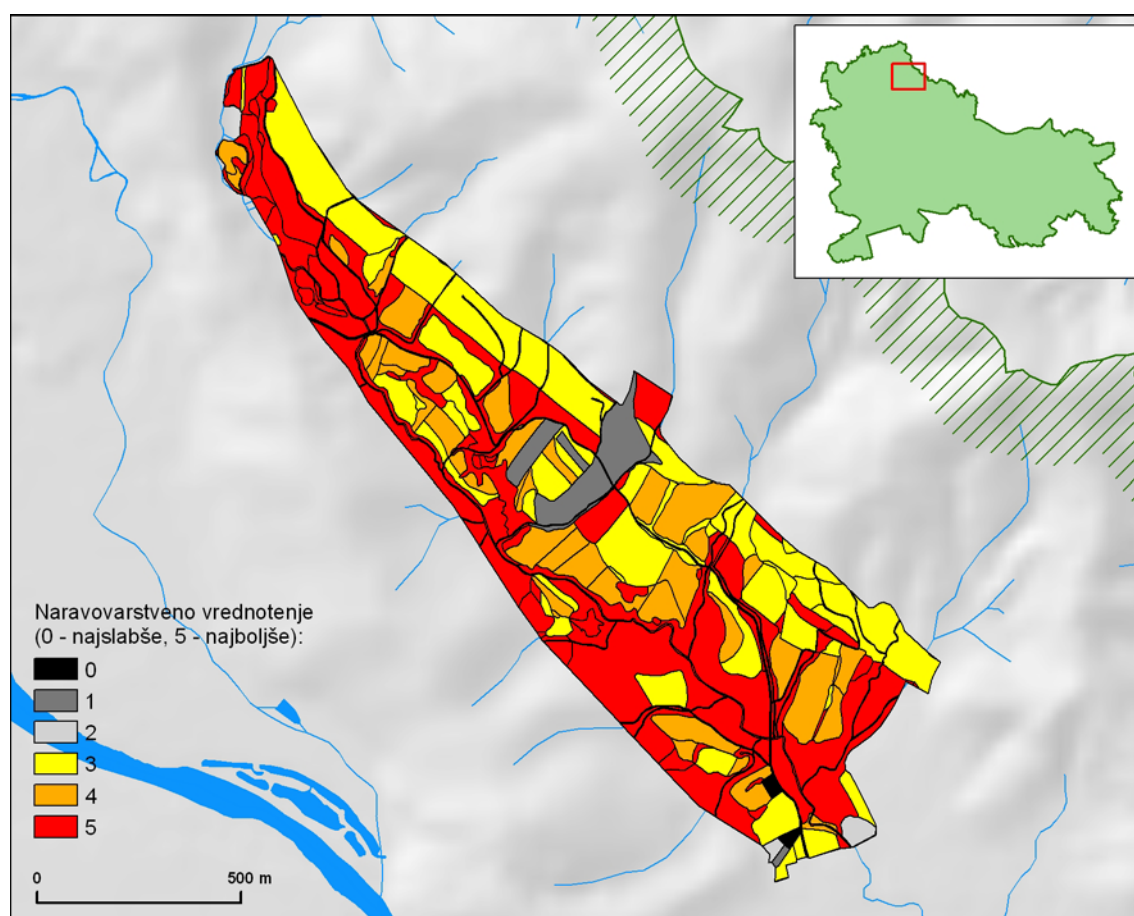 Naravovarstveno vrednotenje
(0 - najslabše, 5 - najboljše):
0
1
2
3
4
5
0 500 m